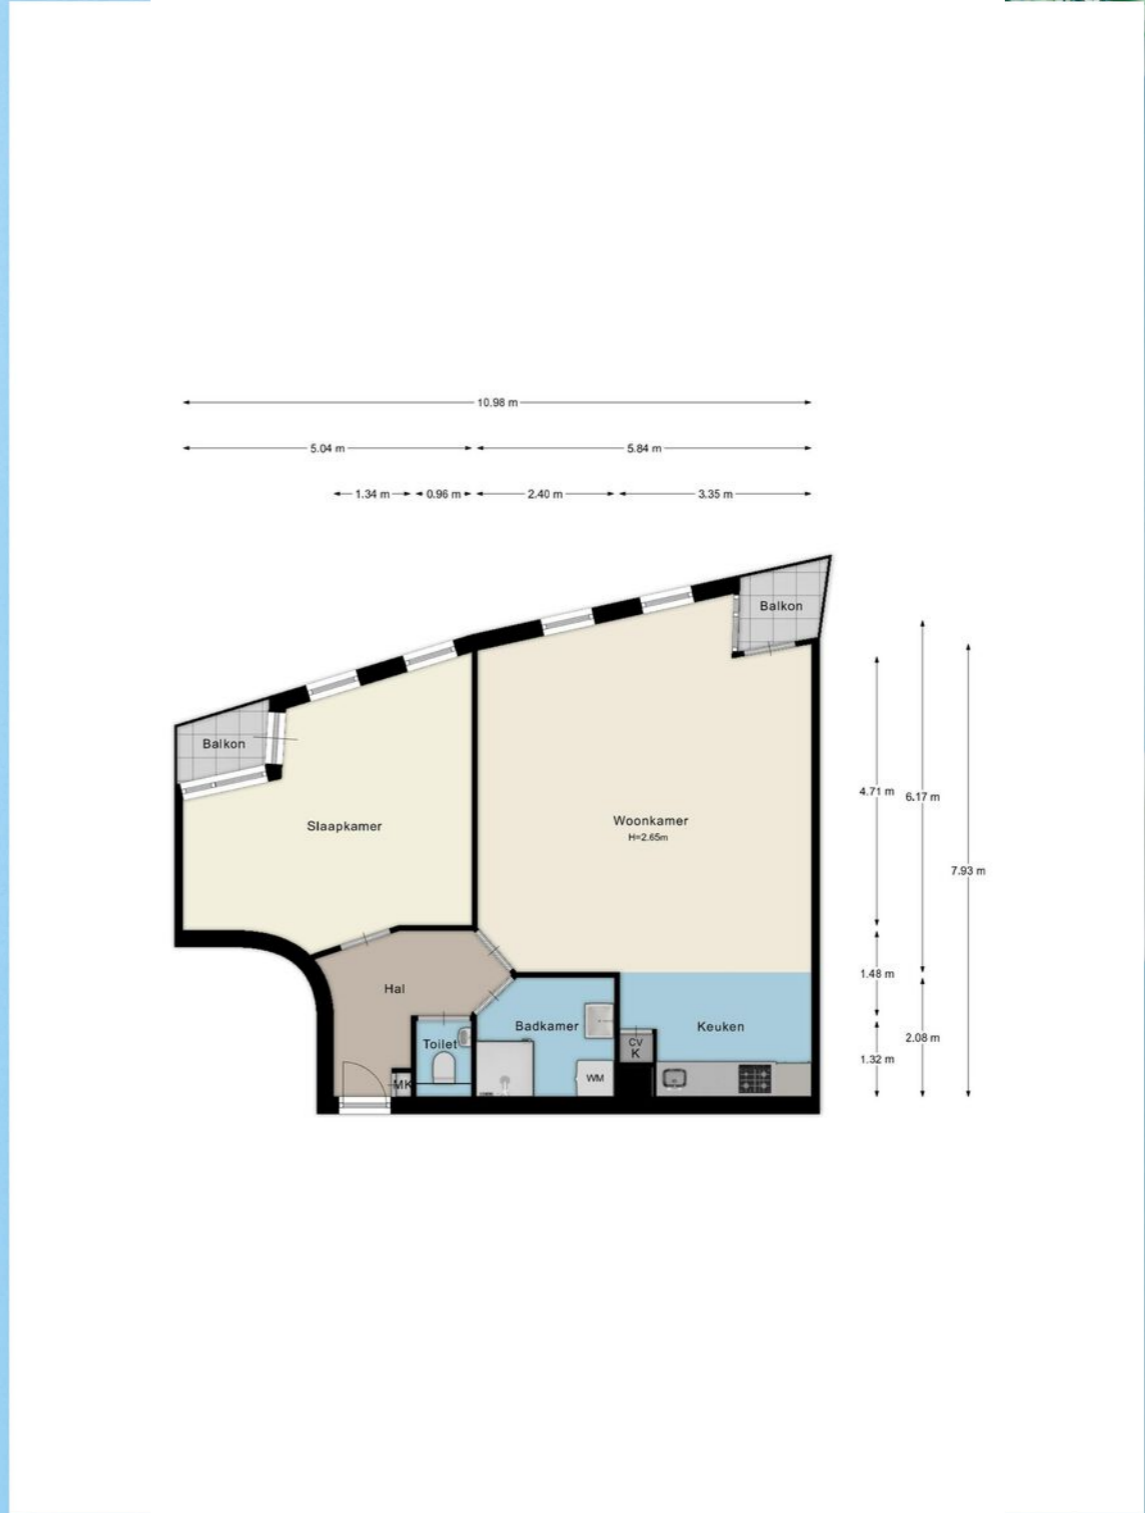 10.98 m
5.04 m
5.84 m
1.34 m
0.96 m
2.40 m
3.35 m
Balkon
Balkon
4.71 m
6.17 m
Woonkamer
H=2.65m
Slaapkamer
7.93 m
1.48 m
Hal
Badkamer
Keuken
2.08 m
Toilet
CV
K
1.32 m
MK
WM